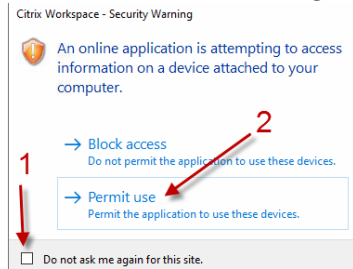 Citrix Workspace - Security Warning
An online application is attempting to access
information on a device attached to your
computer.
2
→ Block access
Do not permit the application to use these devices.
1
→ Permit use
Permit the application to use these devices.
Do not ask me again for this site.